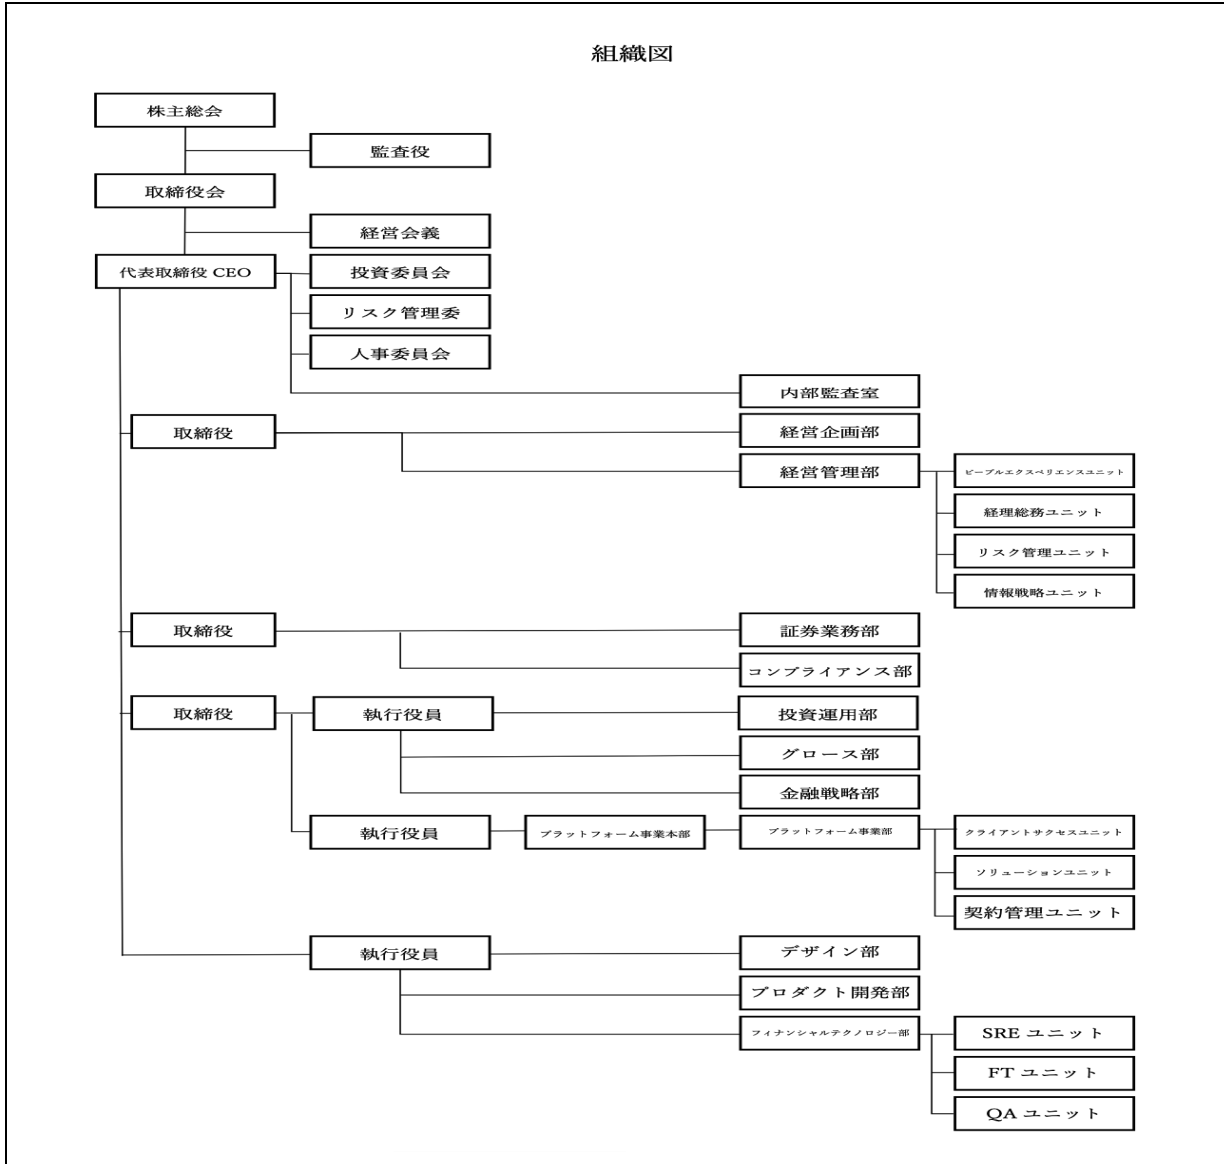 組織図
株主総会
監査役
取締役会
経営会義
代表取締役 CEO
投資委員会
リスク管理委
人事委員会
内部監査室
取締役
経営企画部
経営管理部
ピープルエクスペリエンスユニット
経理総務ユニット
リスク管理ユニット
情報戦略ユニット
取締役
証券業務部
コンプライアンス部
取締役
執行役員
投資運用部
グロース部
金融戦略部
執行役員
プラットフォーム事業本部
プラットフォーム事業部
クライアントサクセスユニット
ソリューションユニット
契約管理ユニット
執行役員
デザイン部
プロダクト開発部
フィナンシャルテクノロジー部
SRE ユニット
FT ユニット
QA ユニット